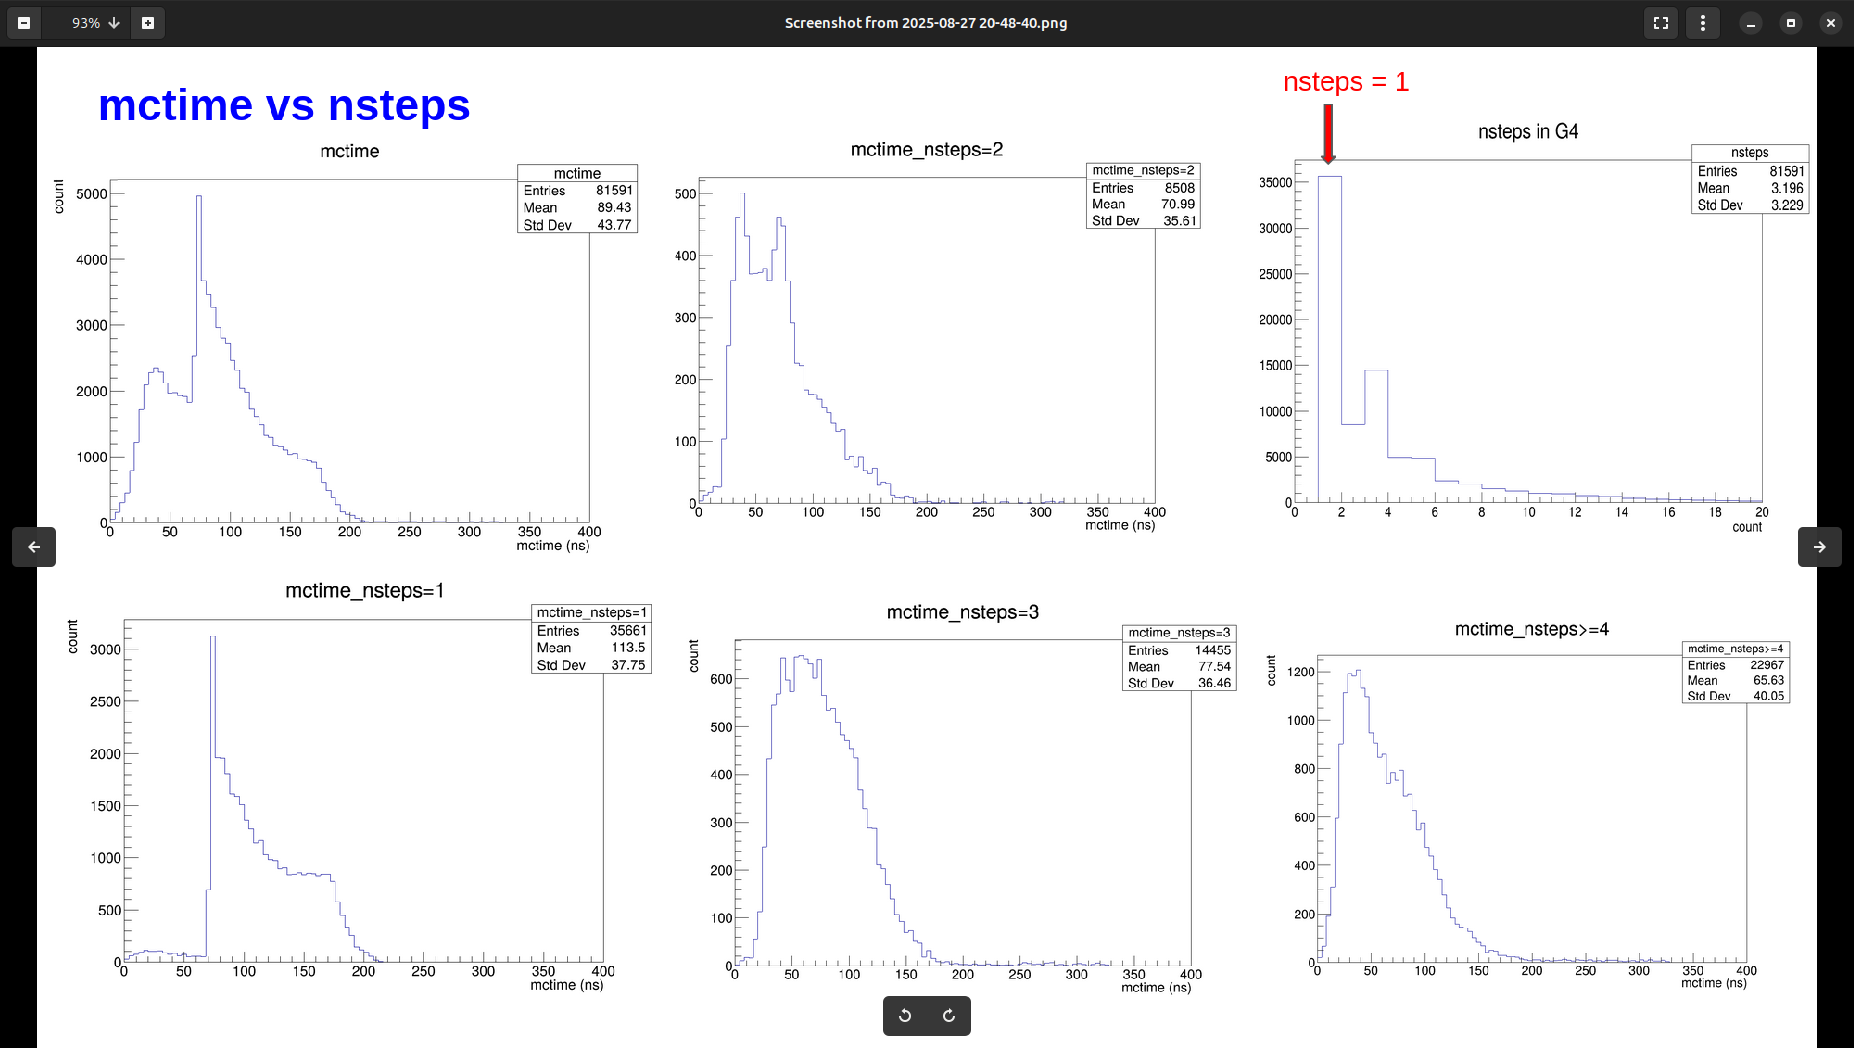 93%
Screenshot from 2025-08-27 20-48-40.png
mctime vs nsteps
nsteps = 1
mctime
count
mctime
Entries 81591
Mean 89.43
Std Dev 43.77
5000
4000
3000
2000
1000
0
0 50 100 150 200 250 300 350 400
mctime (ns)
mctime_nsteps=2
mctime_nsteps=2
Entries 8508
Mean 70.99
Std Dev 35.61
500
400
300
200
100
0
0 50 100 150 200 250 300 350 400
mctime (ns)
nsteps in G4
nsteps
Entries 81591
Mean 3.196
Std Dev 3.229
35000
30000
25000
20000
15000
10000
5000
0
0 2 4 6 8 10 12 14 16 18 20
count
mctime_nsteps=1
count
mctime_nsteps=1
Entries 35661
Mean 113.5
Std Dev 37.75
3000
2500
2000
1500
1000
500
0
0 50 100 150 200 250 300 350 400
mctime (ns)
mctime_nsteps=3
count
mctime_nsteps=3
Entries 14455
Mean 77.54
Std Dev 36.46
600
500
400
300
200
100
0
0 50 100 150 200 250 300 350 400
mctime (ns)
mctime_nsteps>=4
count
mctime_nsteps>=4
Entries 22967
Mean 65.63
Std Dev 40.05
1200
1000
800
600
400
200
0
0 50 100 150 200 250 300 350 400
mctime (ns)